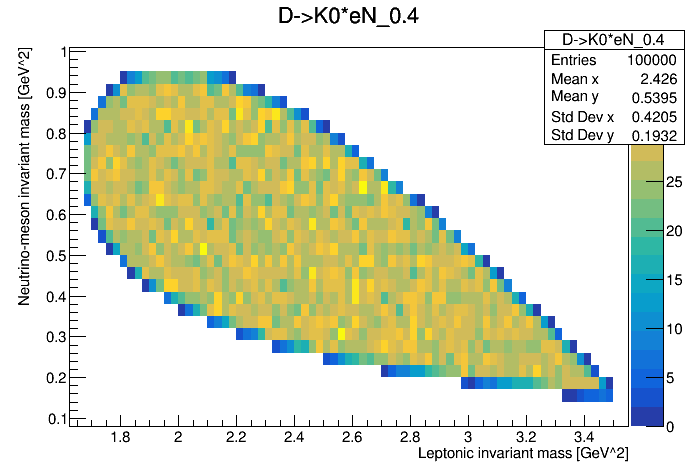 D->K0*eN_0.4
D->K0*eN_0.4
Entries 100000
Mean x 2.426
Mean y 0.5395
Std Dev x 0.4205
Std Dev y 0.1932
Neutrino-meson invariant mass [GeV^2]
1
0.9
0.8
0.7
0.6
0.5
0.4
0.3
0.2
0.1
25
20
15
10
5
0
1.8 2 2.2 2.4 2.6 2.8 3 3.2 3.4
Leptonic invariant mass [GeV^2]